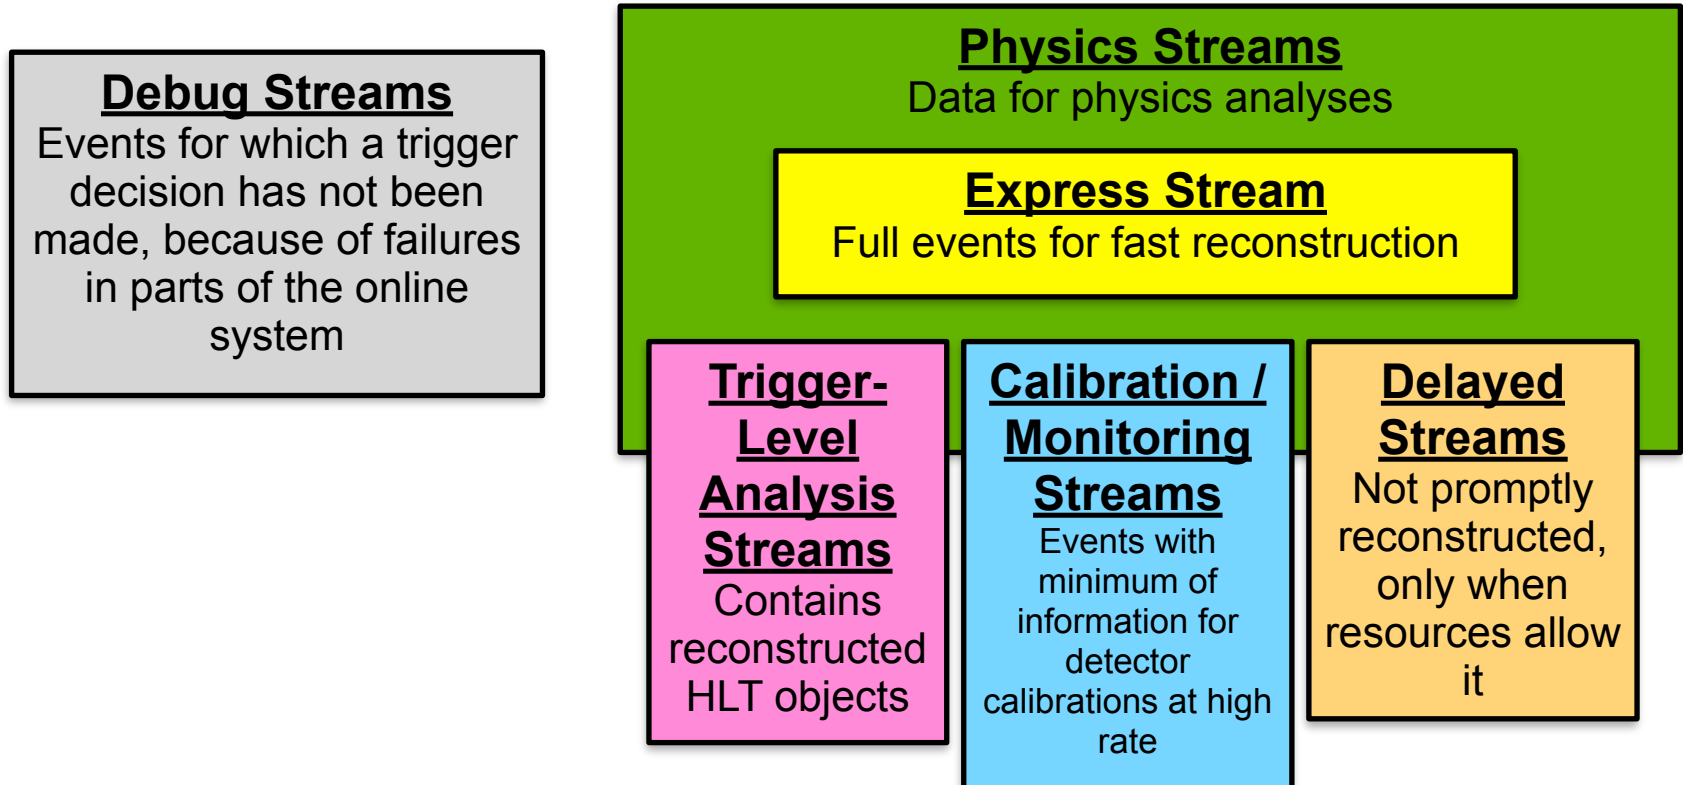 Debug Streams
Events for which a trigger
decision has not been
made, because of failures
in parts of the online
system
Physics Streams
Data for physics analyses
Express Stream
Full events for fast reconstruction
Trigger-
Level
Analysis
Streams
Contains
reconstructed
HLT objects
Calibration /
Monitoring
Streams
Events with
minimum of
information for
detector
calibrations at high
rate
Delayed
Streams
Not promptly
reconstructed,
only when
resources allow
it